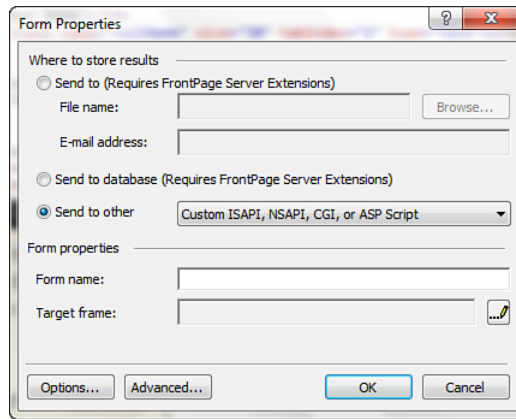 Form Properties
Where to store results
Send to (Requires FrontPage Server Extensions)
File name:
Browse...
E-mail address:
Send to database (Requires FrontPage Server Extensions)
Send to other
Custom ISAPI, NSAPI, CGI, or ASP Script
Form properties
Form name:
Target frame:
Options...
Advanced...
OK
Cancel